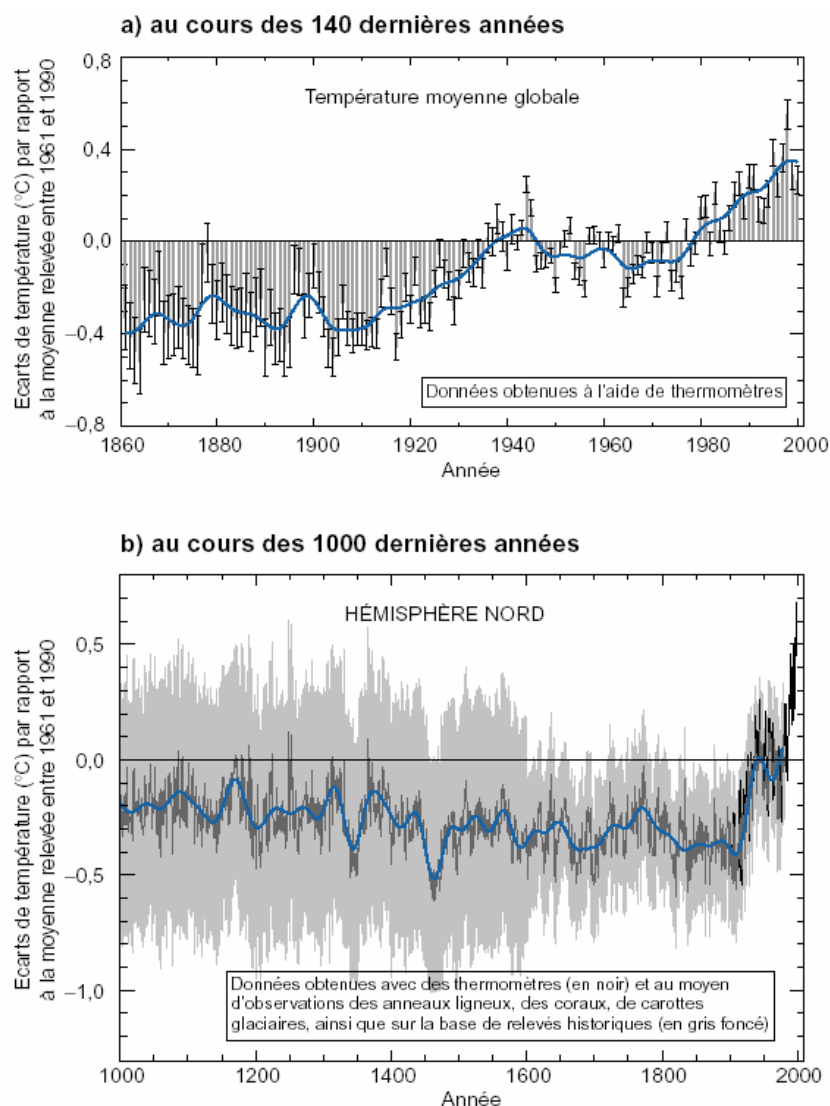 a) au cours des 140 dernières années
Ecarts de température (°C) par rapport
à la moyenne relevée entre 1961 et 1990
0,8
0,4
0,0
–0,4
–0,8
Température moyenne globale
Données obtenues à l'aide de thermomètres
1860 1880 1900 1920 1940 1960 1980 2000
Année
b) au cours des 1000 dernières années
Ecarts de température (°C) par rapport
à la moyenne relevée entre 1961 et 1990
0,5
0,0
–0,5
–1,0
HÉMISPHÈRE NORD
Données obtenues avec des thermomètres (en noir) et au moyen
d'observations des anneaux ligneux, des coraux, de carottes
glaciaires, ainsi que sur la base de relevés historiques (en gris foncé)
1000 1200 1400 1600 1800 2000
Année